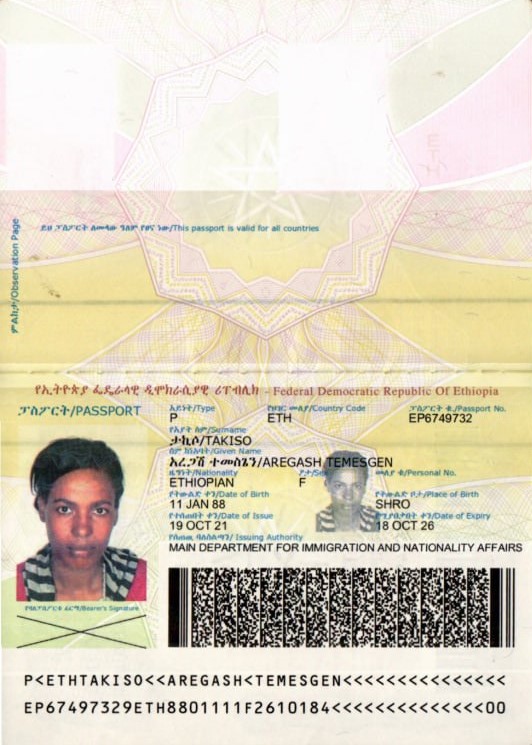 ይህ ፓስፖርት ለመላው ዓለም የፀና ነው/This passport is valid for all countries
ምልከታ/Observation Page
የኢትዮጵያ ፌዴራላዊ ዲሞክራሲያዊ ሪፐብሊክ - Federal Democratic Republic Of Ethiopia
ፓስፖርት/PASSPORT
ዓይነት/Type
የሀገር መለያ/Country Code
ፓስፖርት ቁ./Passport No.
P
ETH
EP6749732
የአያት ስም/Surname
ታኪሶ/TAKISO
ስም ከነአባት/Given Name
አረጋሽ ተመስጌን/AREGASH TEMESGEN
ዜግነት/Nationality
ፆታ/Sex
መለያ ቁ/Personal No.
ETHIOPIAN
F
የትውልድ ቀን/Date of Birth
የትውልድ ቦታ/Place of Birth
11 JAN 88
SHRO
የተሰጠበት ቀን/Date of Issue
የሚያበቃበት ቀን/Date of Expiry
19 OCT 21
18 OCT 26
የሰጠው ባለስልጣን/ Issuing Authority
MAIN DEPARTMENT FOR IMMIGRATION AND NATIONALITY AFFAIRS
የባለፓስፖርቱ ፊርማ/Bearer's Signature
P<ETHTAKISO<<AREGASH<TEMESGEN<<<<<<<<<<<<<<<
EP67497329ETH8801111F2610184<<<<<<<<<<<<<<00